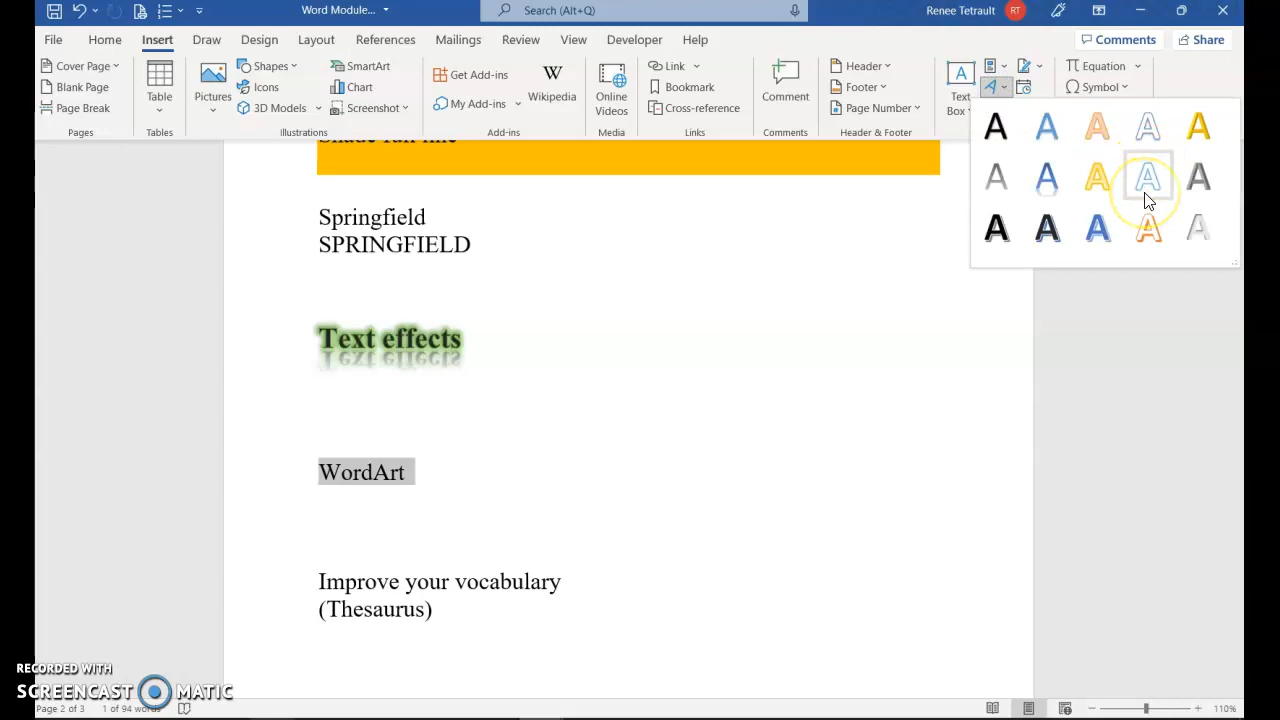 Word Module...
Search (Alt+Q)
Renee Tetrault
RT
File Home Insert Draw Design Layout References Mailings Review View Developer Help
Comments Share
Cover Page
Blank Page
Page Break
Pages
Table
Tables
Pictures
Shapes
Icons
3D Models
SmartArt
Chart
Screenshot
Illustrations
Get Add-ins
My Add-ins
Wikipedia
Add-ins
Online
Videos
Media
Link
Bookmark
Cross-reference
Links
Comment
Comments
Header
Footer
Page Number
Header & Footer
Text
Box
Equation
Symbol
A A A A A
A A A A A
A A A A A
Springfield
SPRINGFIELD
Text effects
WordArt
Improve your vocabulary
(Thesaurus)
RECORDED WITH
SCREENCAST MATIC
Page 2 of 3 1 of 94 words
110%